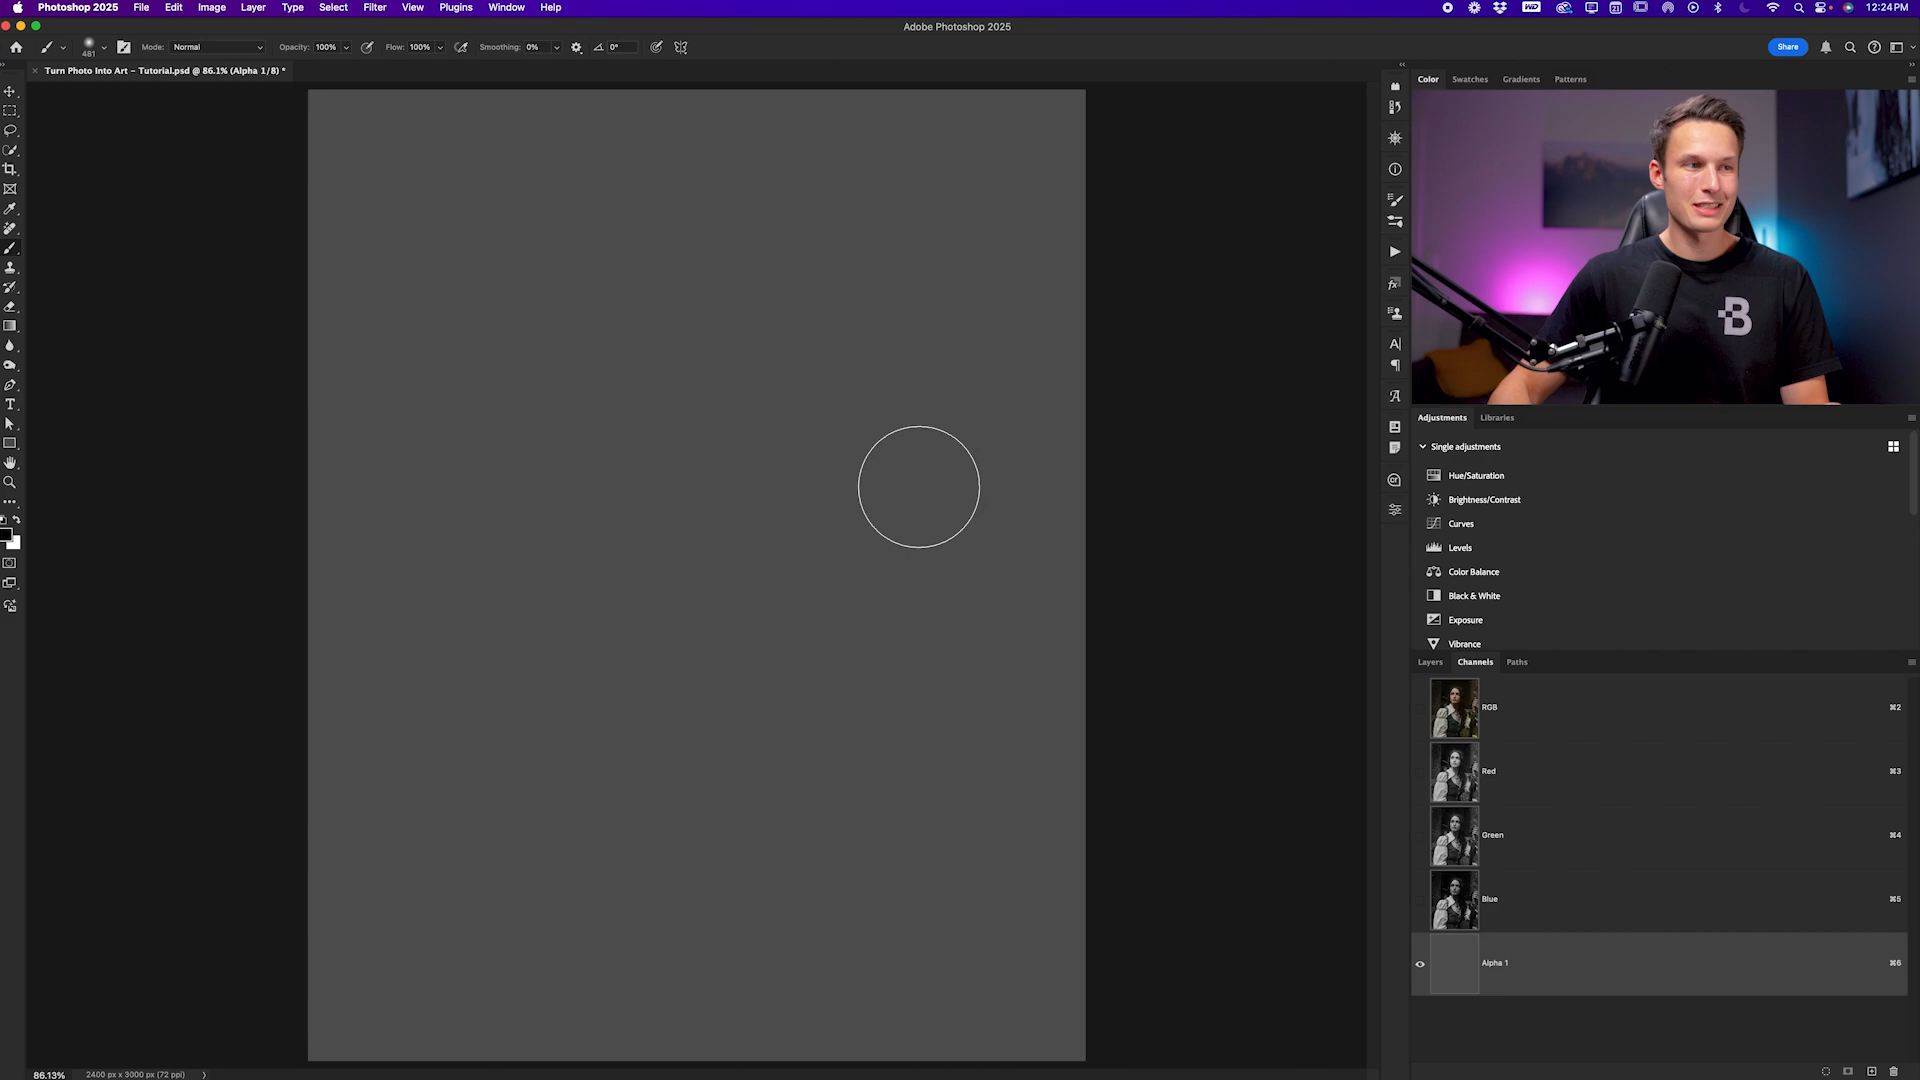 Photoshop 2025 File Edit Image Layer Type Select Filter View Plugins Window Help 12:24 PM
Adobe Photoshop 2025
481 Mode: Normal Opacity: 100% Flow: 100% Smoothing: 0% 0° Share
Turn Photo Into Art – Tutorial.psd @ 86.1% (Alpha 1/8) *
Color Swatches Gradients Patterns
B
Adjustments Libraries
Single adjustments
Hue/Saturation
Brightness/Contrast
Curves
Levels
Color Balance
Black & White
Exposure
Vibrance
Layers Channels Paths
RGB ⌘2
Red ⌘3
Green ⌘4
Blue ⌘5
Alpha 1 ⌘6
86.13% 2400 px x 3000 px (72 ppi)